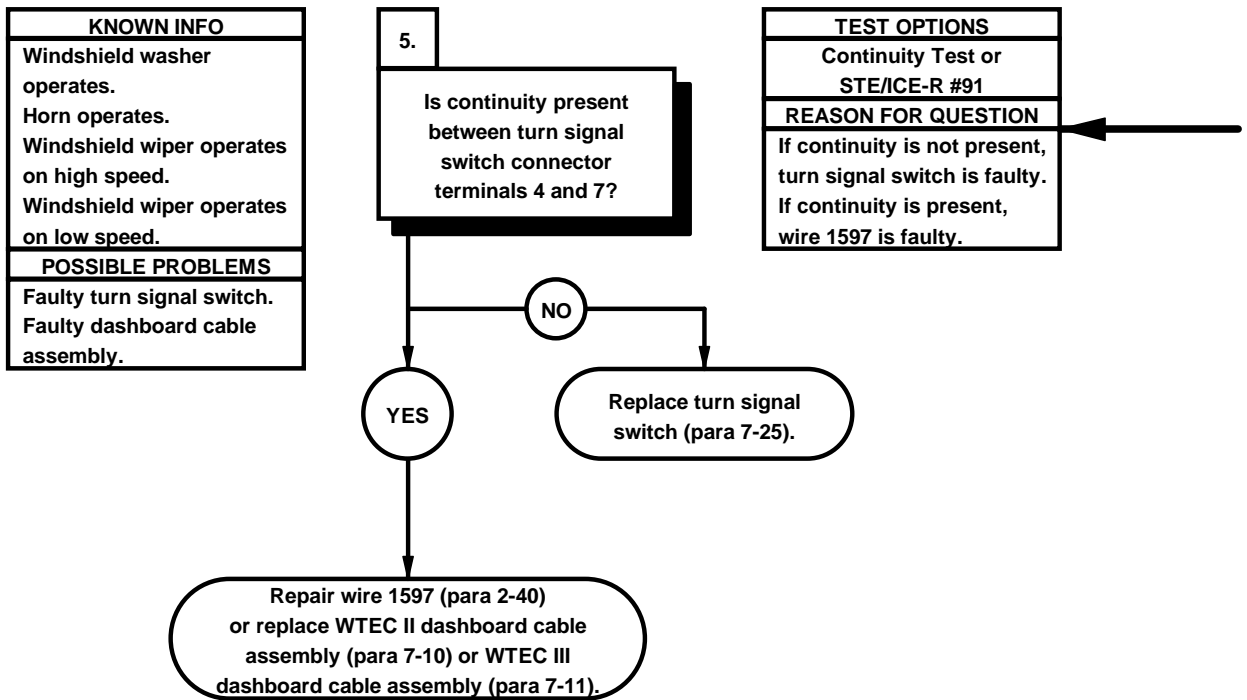 KNOWN INFO
Windshield washer
operates.
Horn operates.
Windshield wiper operates
on high speed.
Windshield wiper operates
on low speed.
POSSIBLE PROBLEMS
Faulty turn signal switch.
Faulty dashboard cable
assembly.
5.
Is continuity present
between turn signal
switch connector
terminals 4 and 7?
TEST OPTIONS
Continuity Test or
STE/ICE-R #91
REASON FOR QUESTION
If continuity is not present,
turn signal switch is faulty.
If continuity is present,
wire 1597 is faulty.
NO
YES
Replace turn signal
switch (para 7-25).
Repair wire 1597 (para 2-40)
or replace WTEC II dashboard cable
assembly (para 7-10) or WTEC III
dashboard cable assembly (para 7-11).